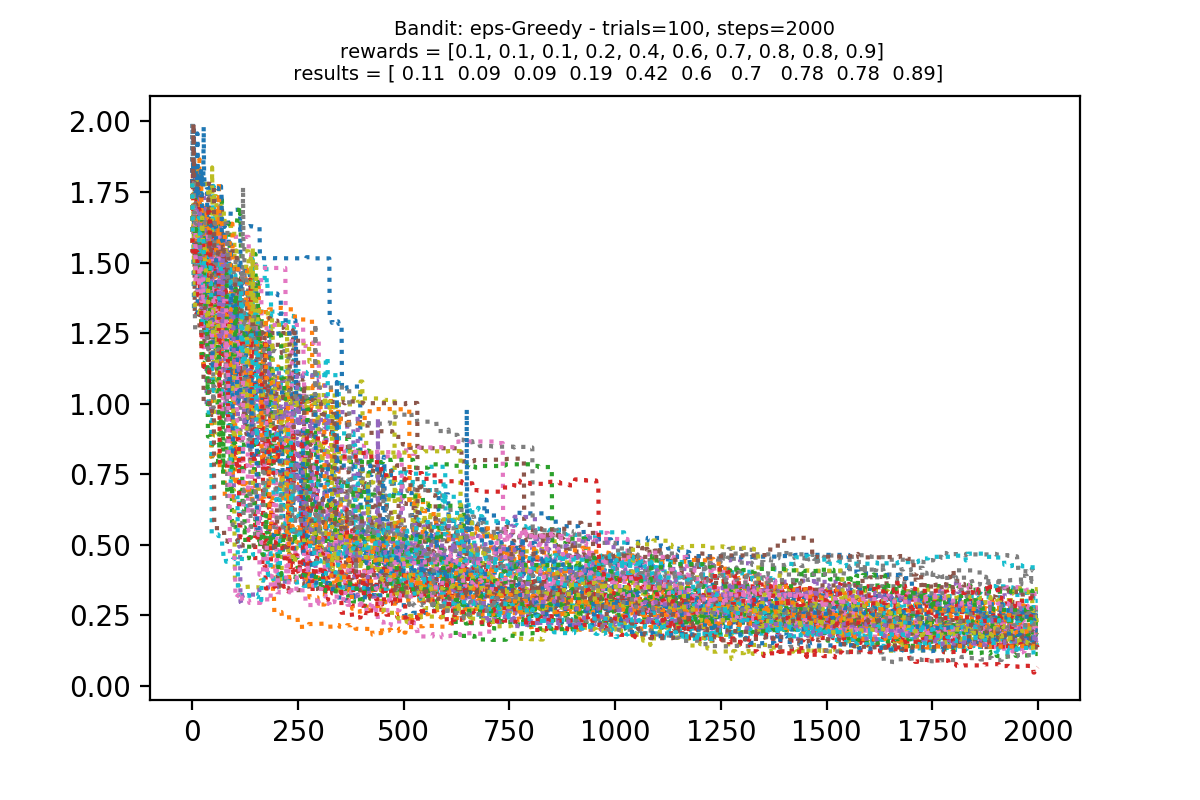 Bandit: eps-Greedy - trials=100, steps=2000
rewards = [0.1, 0.1, 0.1, 0.2, 0.4, 0.6, 0.7, 0.8, 0.8, 0.9]
results = [ 0.11 0.09 0.09 0.19 0.42 0.6 0.7 0.78 0.78 0.89]
2.00
1.75
1.50
1.25
1.00
0.75
0.50
0.25
0.00
0 250 500 750 1000 1250 1500 1750 2000